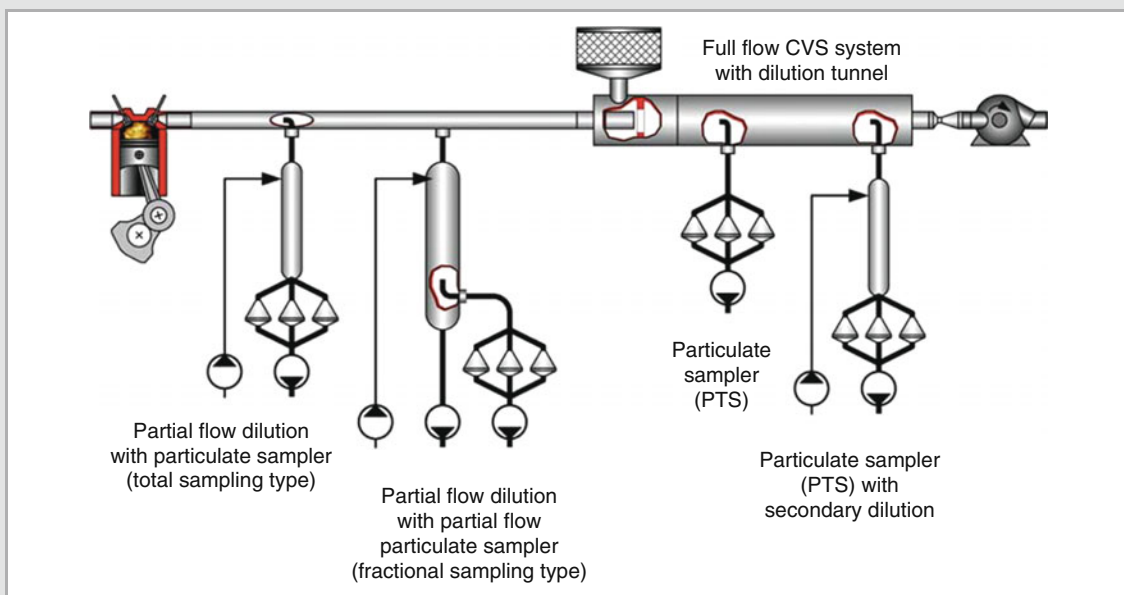 Full flow CVS system
with dilution tunnel
Partial flow dilution
with particulate sampler
(total sampling type)
Partial flow dilution
with partial flow
particulate sampler
(fractional sampling type)
Particulate
sampler
(PTS)
Particulate sampler
(PTS) with
secondary dilution